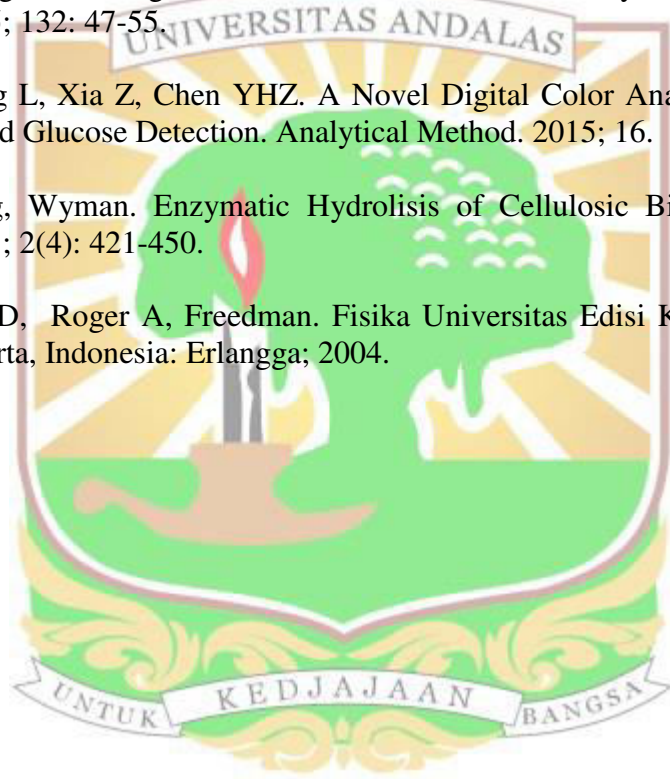 ; 132: 47-55.
UNIVERSITAS ANDALAS
g L, Xia Z, Chen YHZ. A Novel Digital Color Ana
d Glucose Detection. Analytical Method. 2015; 16.
g, Wyman. Enzymatic Hydrolisis of Cellulosic Bi
; 2(4): 421-450.
D, Roger A, Freedman. Fisika Universitas Edisi K
rta, Indonesia: Erlangga; 2004.
UNTUK KEDJAJAAN BANGSA